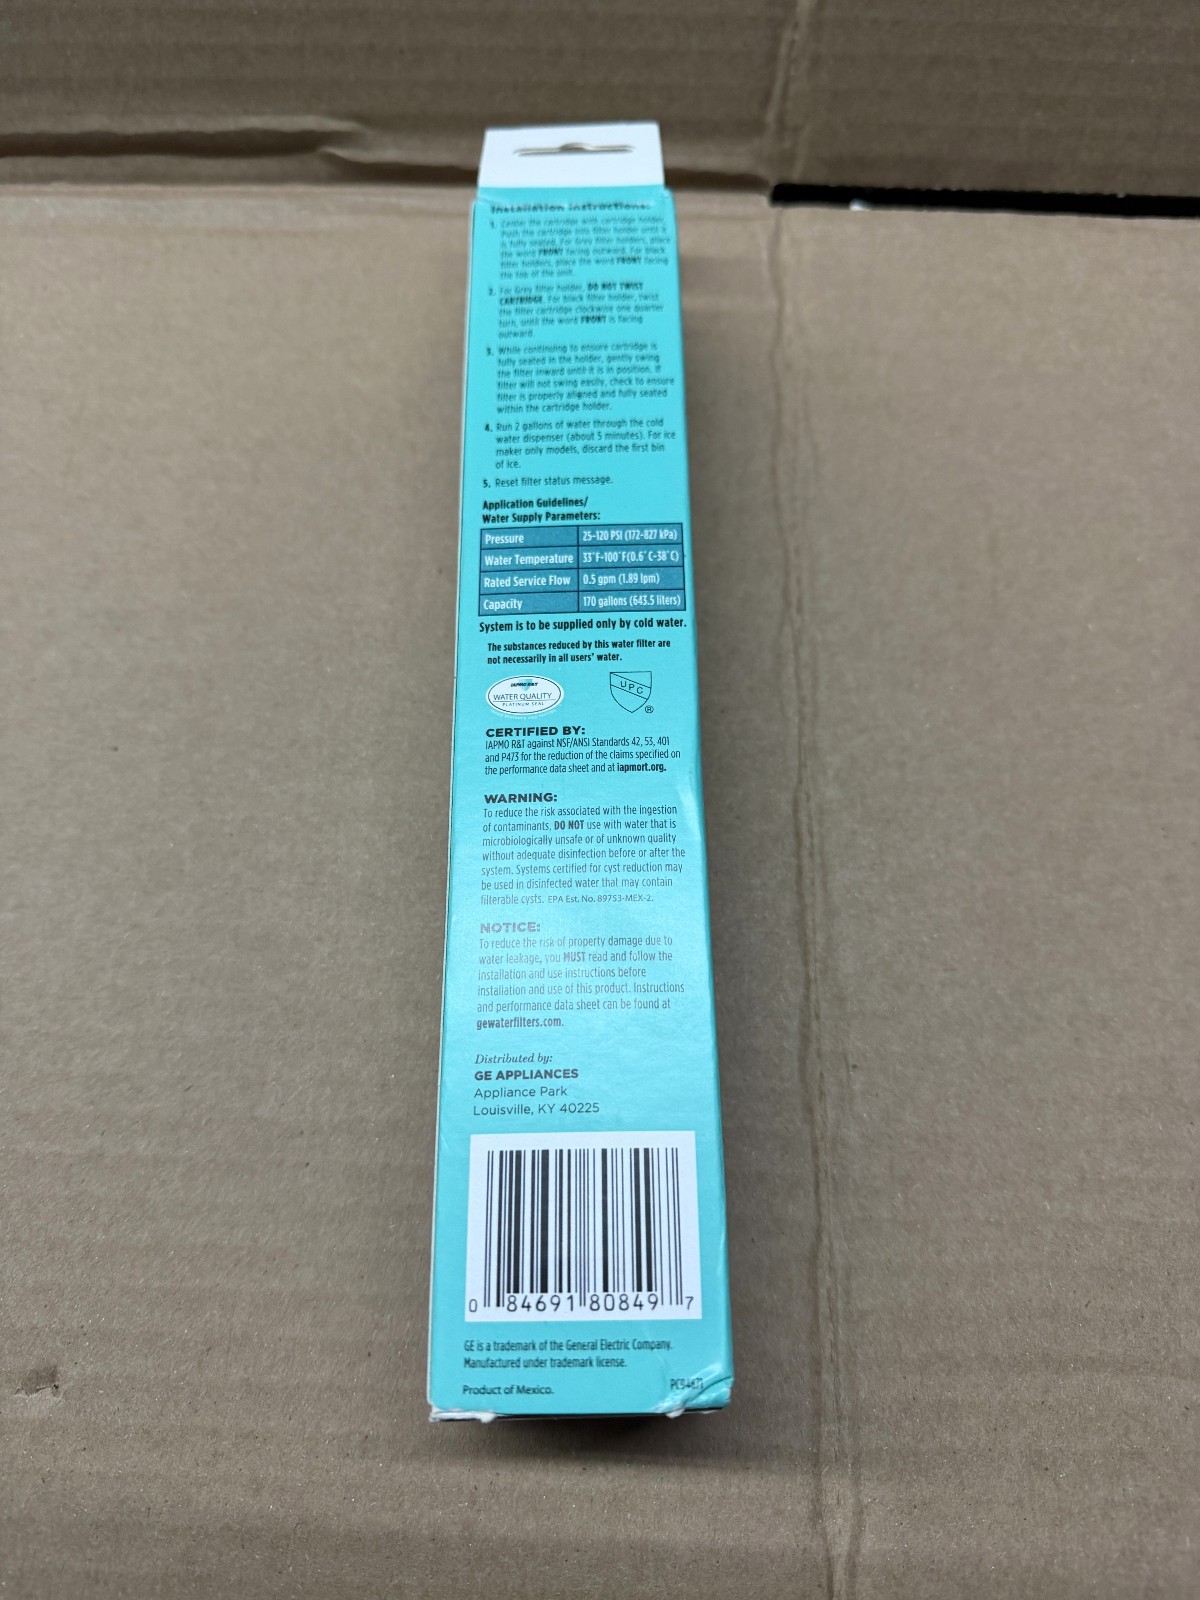 Installation Instructions:
1. Center the cartridge with cartridge holder.
Push the cartridge into filter holder until it
is fully seated. For Grey filter holders, place
the word FRONT facing outward. For black
filter holders, place the word FRONT facing
the top of the unit.
2. For Grey filter holder, DO NOT TWIST
CARTRIDGE. For black filter holder, twist
the filter cartridge clockwise one quarter
turn, until the word FRONT is facing
outward.
3. While continuing to ensure cartridge is
fully seated in the holder, gently swing
the filter inward until it is in position. If
filter will not swing easily, check to ensure
filter is properly aligned and fully seated
within the cartridge holder.
4. Run 2 gallons of water through the cold
water dispenser (about 5 minutes). For ice
maker only models, discard the first bin
of ice.
5. Reset filter status message.
Application Guidelines/
Water Supply Parameters:
Pressure 25-120 PSI (172-827 kPa)
Water Temperature 33°F-100°F(0.6°C-38°C)
Rated Service Flow 0.5 gpm (1.89 lpm)
Capacity 170 gallons (643.5 liters)
System is to be supplied only by cold water.
The substances reduced by this water filter are
not necessarily in all users' water.
IAPMO R&T
WATER QUALITY
PLATINUM SEAL
UPC
®
CERTIFIED BY:
IAPMO R&T against NSF/ANSI Standards 42, 53, 401
and P473 for the reduction of the claims specified on
the performance data sheet and at iapmort.org.
WARNING:
To reduce the risk associated with the ingestion
of contaminants, DO NOT use with water that is
microbiologically unsafe or of unknown quality
without adequate disinfection before or after the
system. Systems certified for cyst reduction may
be used in disinfected water that may contain
filterable cysts. EPA Est. No. 89753-MEX-2.
NOTICE:
To reduce the risk of property damage due to
water leakage, you MUST read and follow the
installation and use instructions before
installation and use of this product. Instructions
and performance data sheet can be found at
gewaterfilters.com.
Distributed by:
GE APPLIANCES
Appliance Park
Louisville, KY 40225
0 84691 80849 7
GE is a trademark of the General Electric Company.
Manufactured under trademark license.
Product of Mexico.